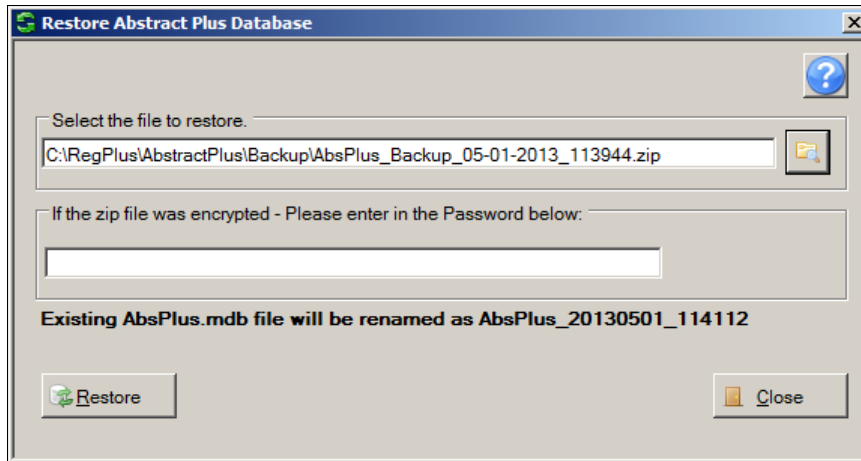 Restore Abstract Plus Database
Select the file to restore.
C:\RegPlus\AbstractPlus\Backup\AbsPlus_Backup_05-01-2013_113944.zip
If the zip file was encrypted - Please enter in the Password below:
Existing AbsPlus.mdb file will be renamed as AbsPlus_20130501_114112
Restore
Close